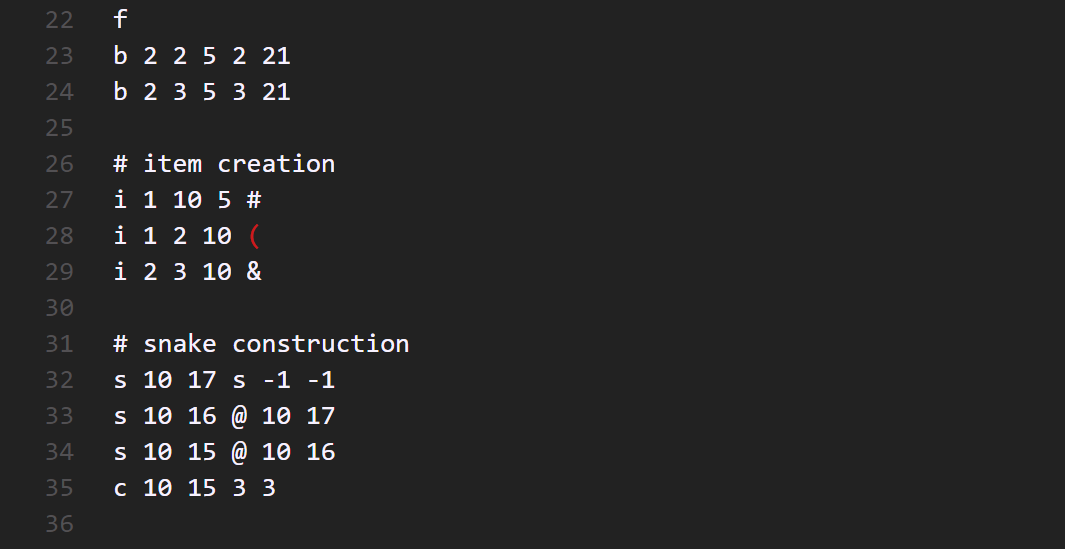 22 f
23 b 2 2 5 2 21
24 b 2 3 5 3 21
25
26 # item creation
27 i 1 10 5 #
28 i 1 2 10 (
29 i 2 3 10 &
30
31 # snake construction
32 s 10 17 s -1 -1
33 s 10 16 @ 10 17
34 s 10 15 @ 10 16
35 c 10 15 3 3
36